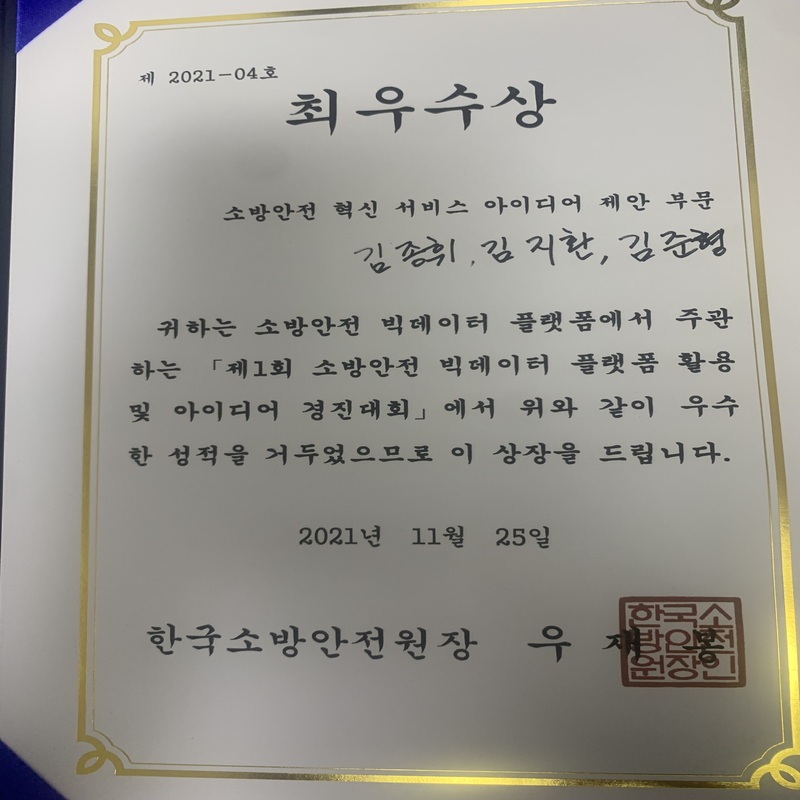 제 2021-04호
최우수상
소방안전 혁신 서비스 아이디어 제안 부문
김종휘, 김지환, 김준형
귀하는 소방안전 빅데이터 플랫폼에서 주관
하는 「제1회 소방안전 빅데이터 플랫폼 활용
및 아이디어 경진대회」에서 위와 같이 우수
한 성적을 거두었으므로 이 상장을 드립니다.
2021년 11월 25일
한국소방안전원장 우 재 봉
한국소
방안전
원장인